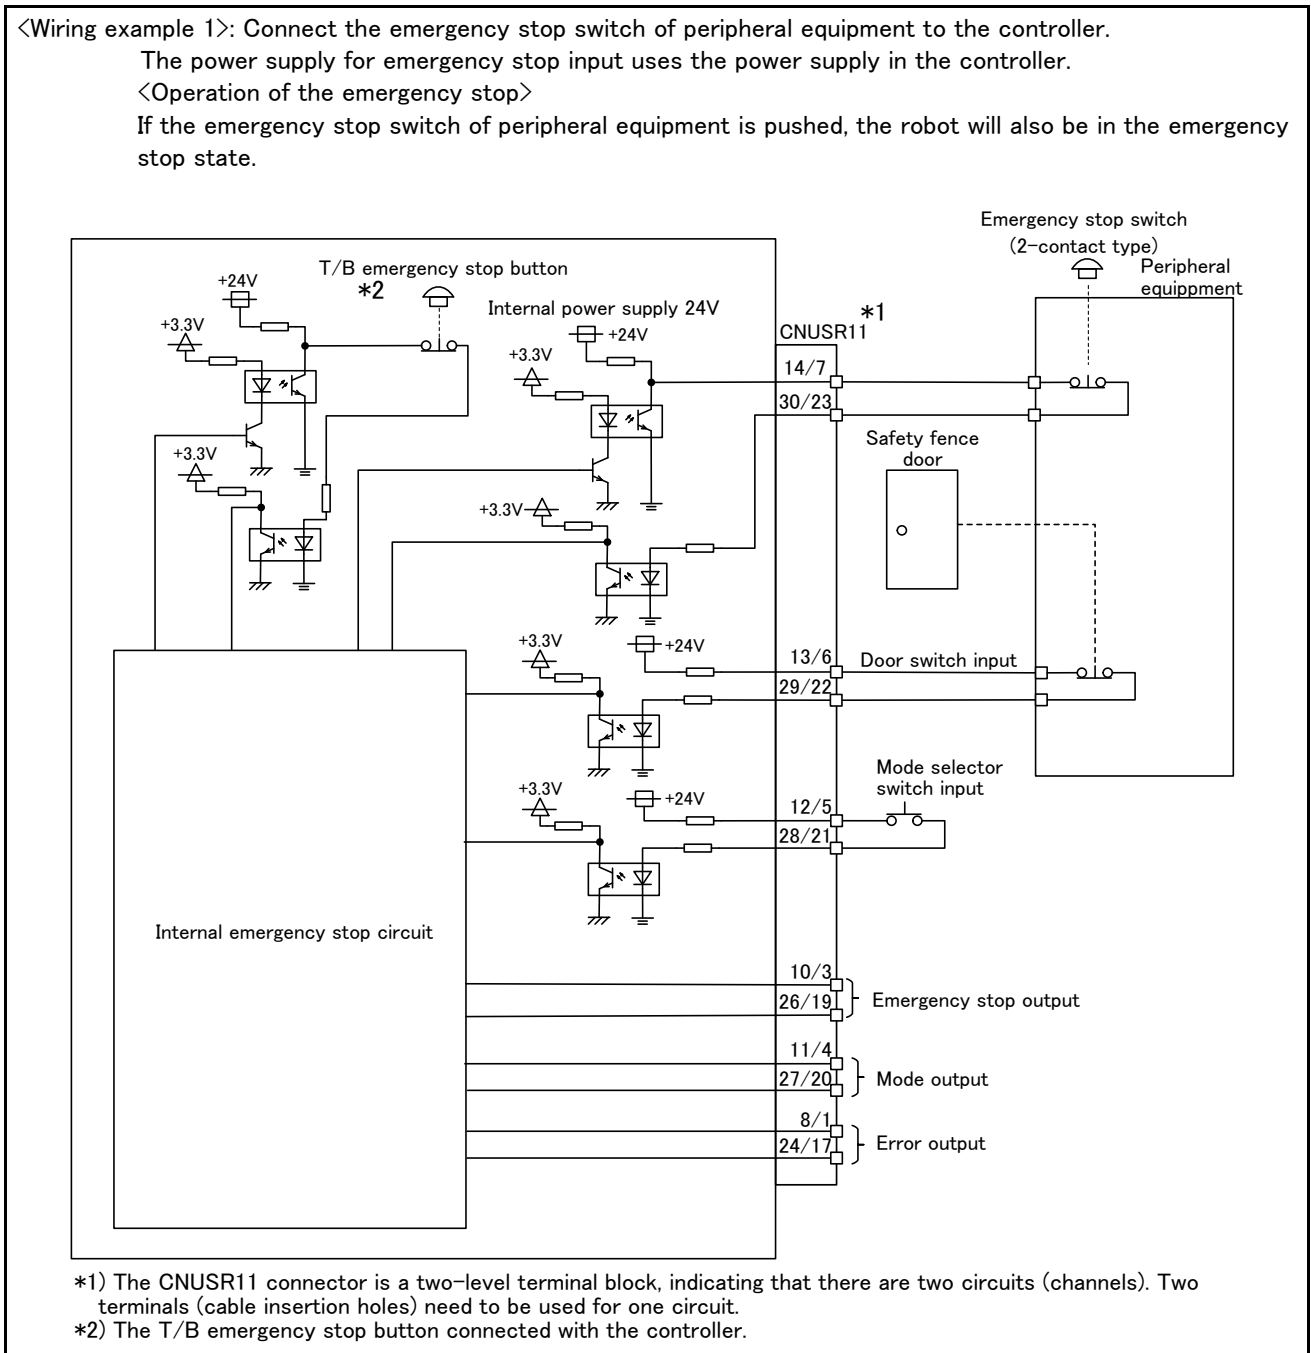 <Wiring example 1>: Connect the emergency stop switch of peripheral equipment to the controller.
The power supply for emergency stop input uses the power supply in the controller.
<Operation of the emergency stop>
If the emergency stop switch of peripheral equipment is pushed, the robot will also be in the emergency
stop state.
Emergency stop switch
(2-contact type)
Peripheral
equippment
T/B emergency stop button
*2
+24V
+3.3V
Internal power supply 24V
+24V
+3.3V
*1
CNUSR11
14/7
30/23
Safety fence
door
+3.3V
+3.3V
+3.3V
+24V
13/6
Door switch input
29/22
Mode selector
switch input
+3.3V
+24V
12/5
28/21
Internal emergency stop circuit
10/3
26/19
Emergency stop output
11/4
27/20
Mode output
8/1
24/17
Error output
*1) The CNUSR11 connector is a two-level terminal block, indicating that there are two circuits (channels). Two
terminals (cable insertion holes) need to be used for one circuit.
*2) The T/B emergency stop button connected with the controller.